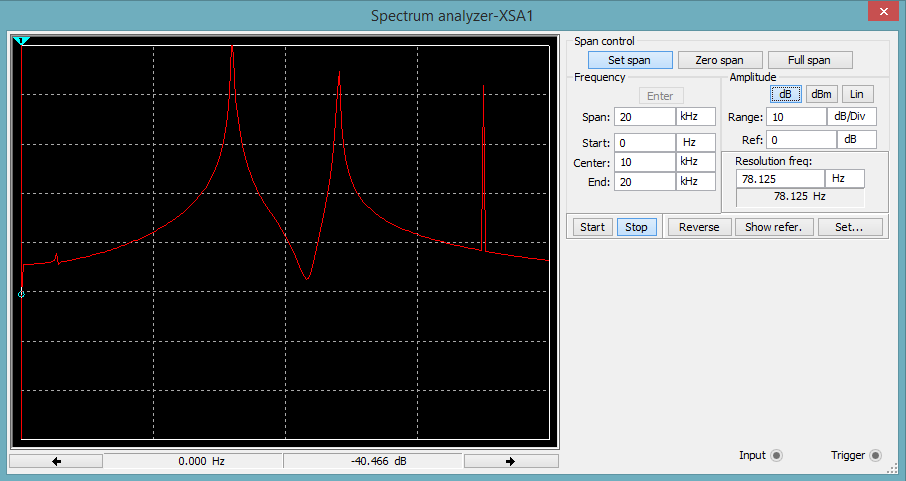 Spectrum analyzer-XSA1
1
Span control
Set span Zero span Full span
Frequency
Enter
Span: 20 kHz
Start: 0 Hz
Center: 10 kHz
End: 20 kHz
Amplitude
dB dBm Lin
Range: 10 dB/Div
Ref: 0 dB
Resolution freq:
78.125 Hz
78.125 Hz
Start Stop Reverse Show refer. Set...
0.000 Hz -40.466 dB
Input Trigger